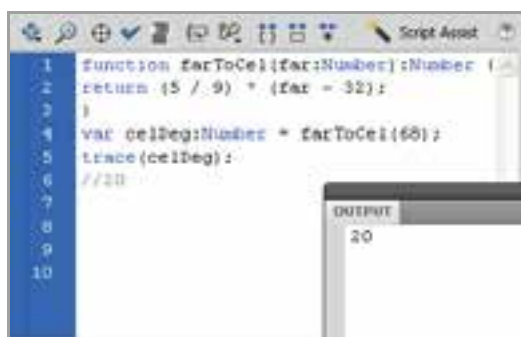 Script Assist
1 function farToCel(far:Number):Number {
2 return (5 / 9) * (far - 32);
3 }
4 var celDeg:Number = farToCel(68);
5 trace(celDeg);
6 //20
7
8
9
10
OUTPUT
20